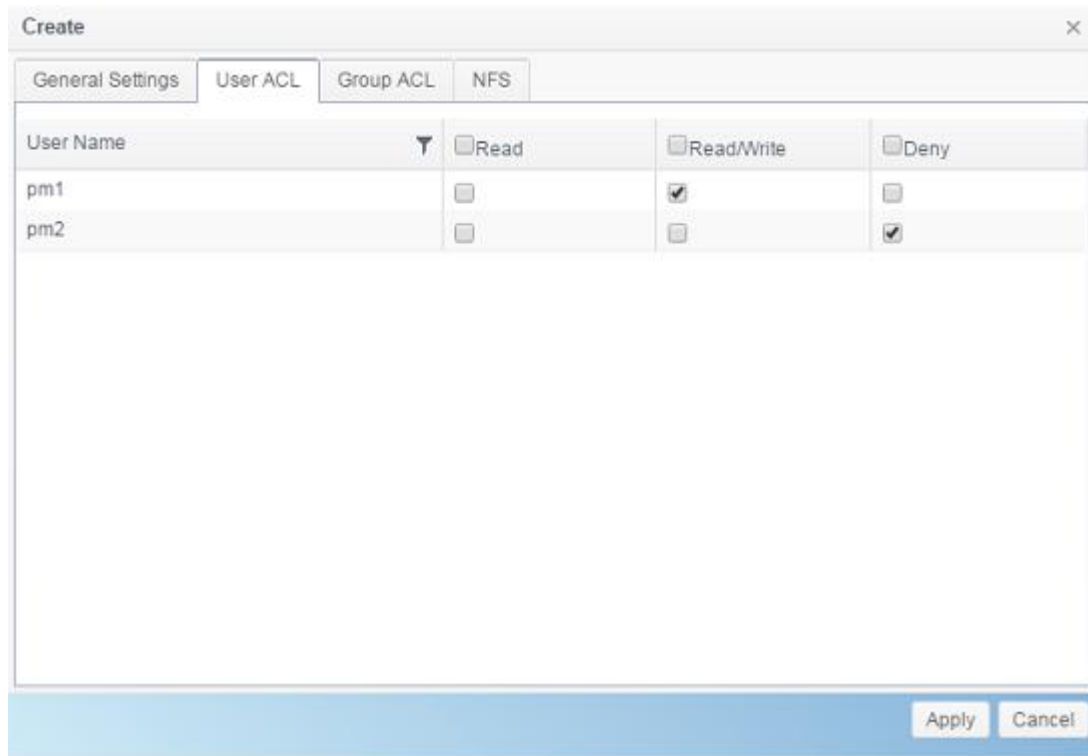 Create
General Settings User ACL Group ACL NFS
User Name Read Read/Write Deny
pm1
pm2
Apply Cancel